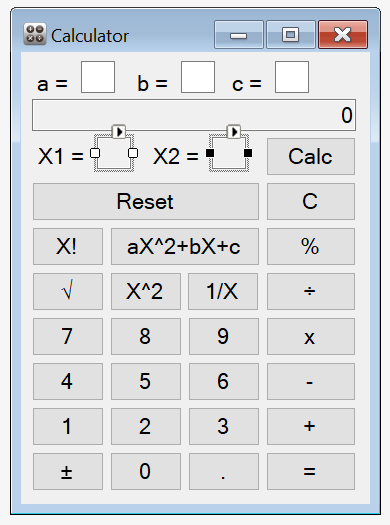 Calculator
a = b = c =
0
X1 = X2 = Calc
Reset C
X! aX^2+bX+c %
√ X^2 1/X ÷
7 8 9 x
4 5 6 -
1 2 3 +
± 0 . =